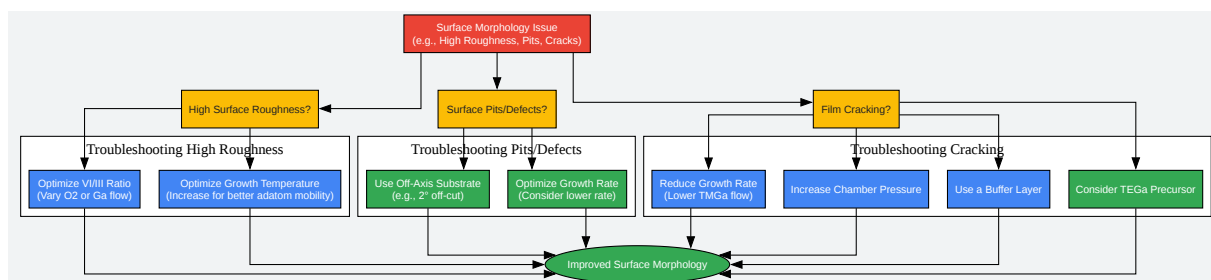 Surface Morphology Issue
(e.g., High Roughness, Pits, Cracks)
High Surface Roughness?
Surface Pits/Defects?
Film Cracking?
Troubleshooting High Roughness
Troubleshooting Pits/Defects
Troubleshooting Cracking
Optimize VI/III Ratio
(Vary O2 or Ga flow)
Optimize Growth Temperature
(Increase for better adatom mobility)
Use Off-Axis Substrate
(e.g., 2° off-cut)
Optimize Growth Rate
(Consider lower rate)
Reduce Growth Rate
(Lower TMGa flow)
Increase Chamber Pressure
Use a Buffer Layer
Consider TEGa Precursor
Improved Surface Morphology